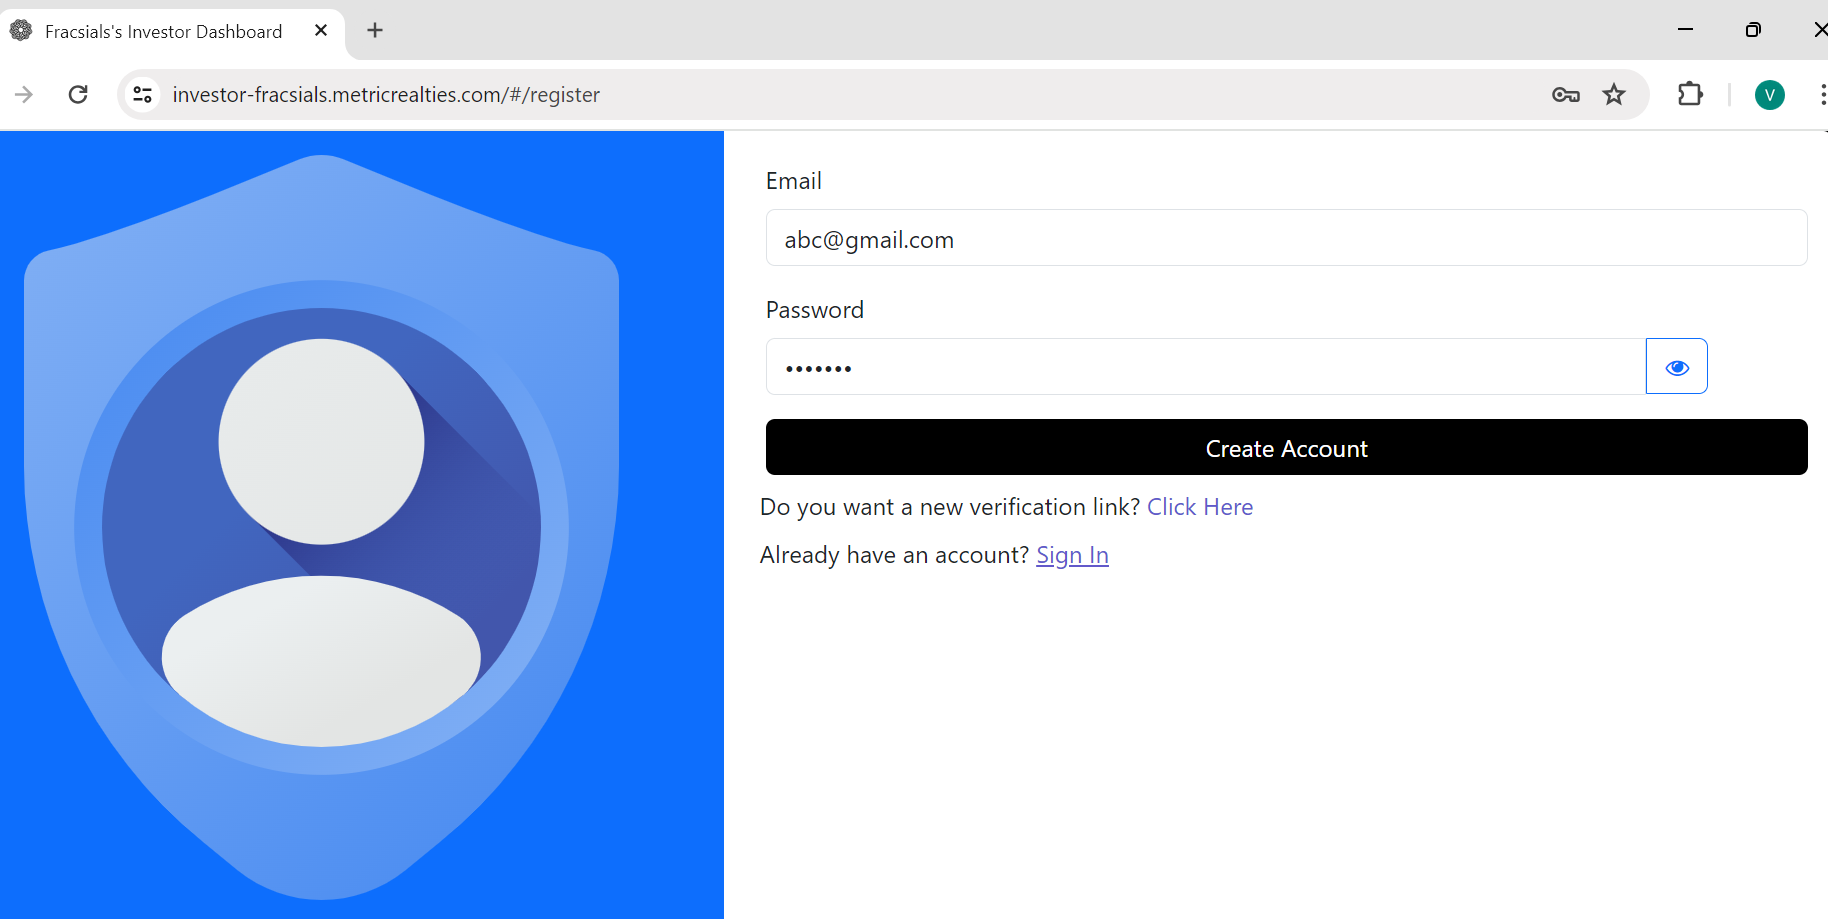 Fracsials's Investor Dashboard
investor-fracsials.metricrealties.com/#/register
V
Email
abc@gmail.com
Password
•••••••
Create Account
Do you want a new verification link? Click Here
Already have an account? Sign In